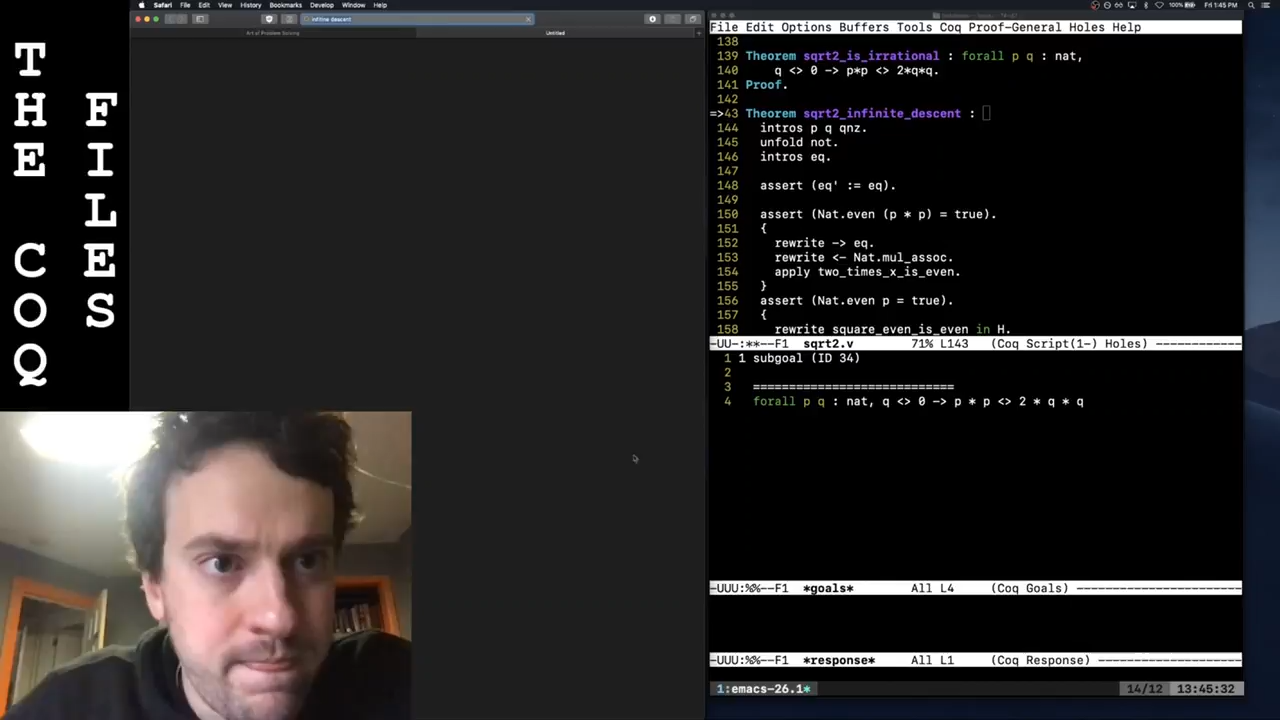 Safari File Edit View History Bookmarks Develop Window Help
100% Fri 1:45 PM
infitne descent
Art of Problem Solving
Untitled
THE COQ
FILES
File Edit Options Buffers Tools Coq Proof-General Holes Help
138
139 Theorem sqrt2_is_irrational : forall p q : nat,
140 q <> 0 -> p*p <> 2*q*q.
141 Proof.
142
=>43 Theorem sqrt2_infinite_descent :
144 intros p q qnz.
145 unfold not.
146 intros eq.
147
148 assert (eq' := eq).
149
150 assert (Nat.even (p * p) = true).
151 {
152 rewrite -> eq.
153 rewrite <- Nat.mul_assoc.
154 apply two_times_x_is_even.
155 }
156 assert (Nat.even p = true).
157 {
158 rewrite square_even_is_even in H.
-UU-:**--F1 sqrt2.v 71% L143 (Coq Script(1-) Holes) ------------
1 1 subgoal (ID 34)
2
3 ============================
4 forall p q : nat, q <> 0 -> p * p <> 2 * q * q
-UUU:%%--F1 *goals* All L4 (Coq Goals) -----------------------
-UUU:%%--F1 *response* All L1 (Coq Response) --------------------
1:emacs-26.1* 14/12 13:45:32